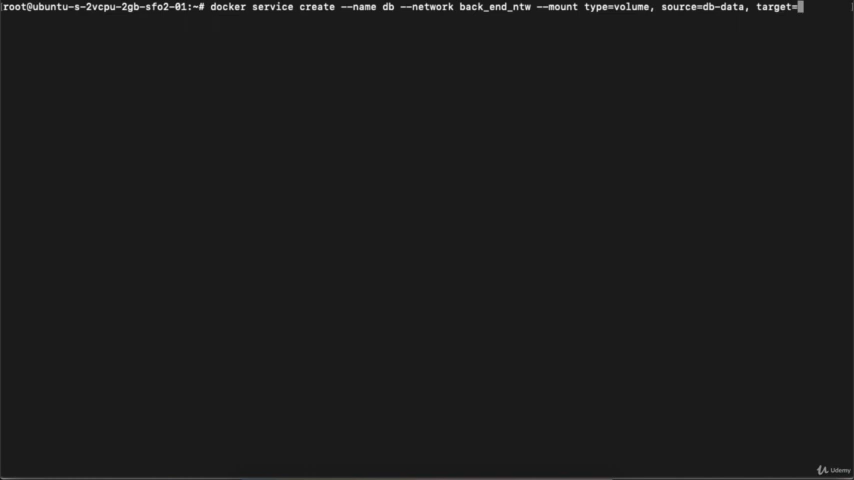 root@ubuntu-s-2vcpu-2gb-sfo2-01:~# docker service create --name db --network back_end_ntw --mount type=volume, source=db-data, target=
Udemy